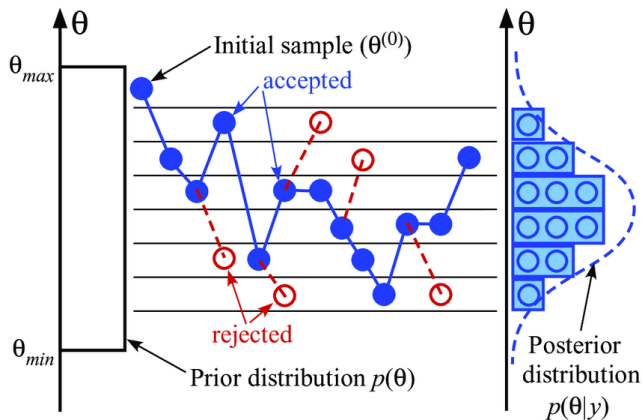 θ
θ
Initial sample (θ(0))
θmax
accepted
rejected
θmin
Prior distribution p(θ)
Posterior
distribution
p(θ|y)